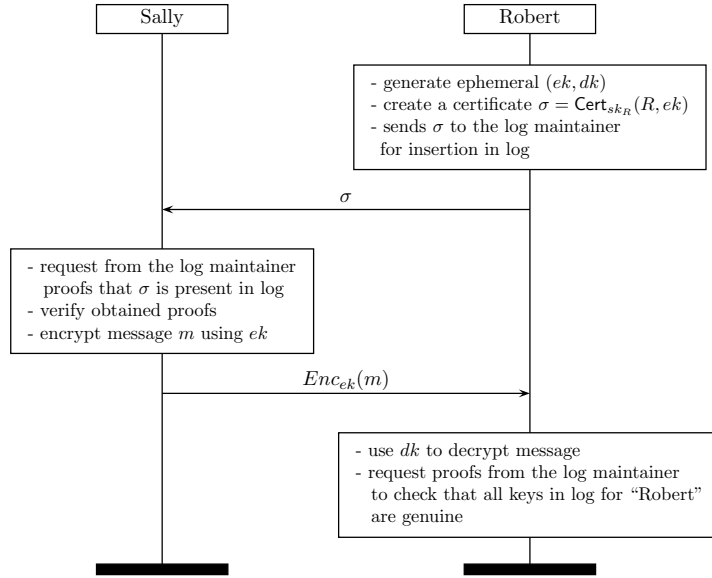 Sally
Robert
- generate ephemeral (ek, dk)
- create a certificate σ = Cert_{sk_R}(R, ek)
- sends σ to the log maintainer
for insertion in log
σ
- request from the log maintainer
proofs that σ is present in log
- verify obtained proofs
- encrypt message m using ek
Enc_{ek}(m)
- use dk to decrypt message
- request proofs from the log maintainer
to check that all keys in log for “Robert”
are genuine